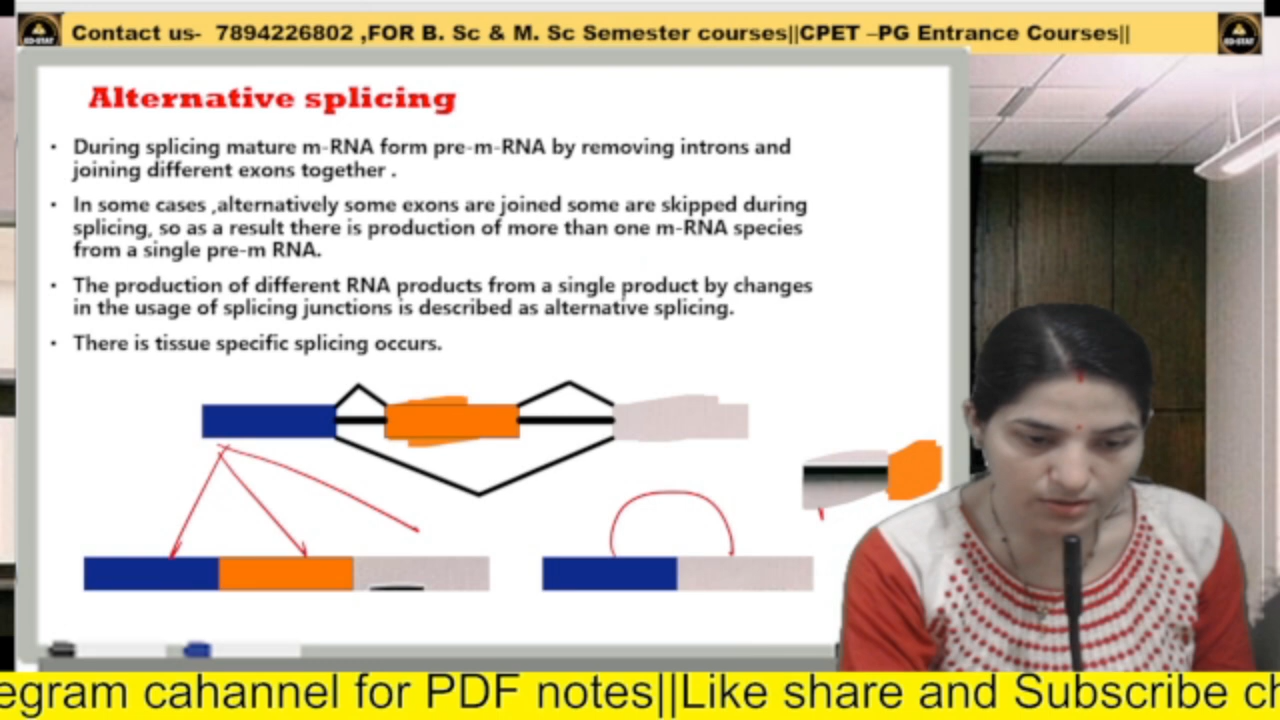 Contact us- 7894226802 ,FOR B. Sc & M. Sc Semester courses||CPET –PG Entrance Courses||
Alternative splicing
• During splicing mature m-RNA form pre-m-RNA by removing introns and
joining different exons together .
• In some cases ,alternatively some exons are joined some are skipped during
splicing, so as a result there is production of more than one m-RNA species
from a single pre-m RNA.
• The production of different RNA products from a single product by changes
in the usage of splicing junctions is described as alternative splicing.
• There is tissue specific splicing occurs.
egram cahannel for PDF notes||Like share and Subscribe ch